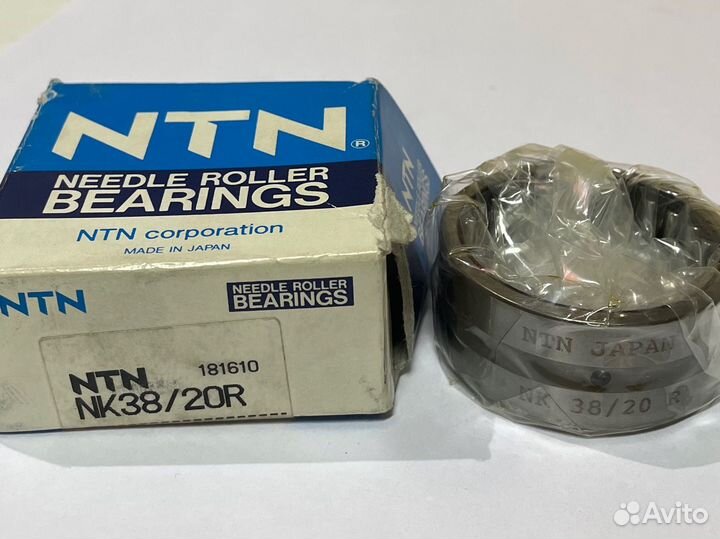 NTN®
NEEDLE ROLLER
BEARINGS
NTN corporation
MADE IN JAPAN
NTN
NTN
NEEDLE ROLLER
BEARINGS
NTN 181610
NK38/20R
NTN JAPAN
NK 38/20 R
Avito